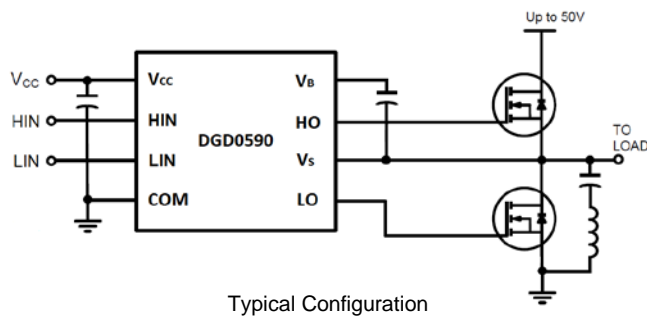 Up to 50V
VCC VCC VB
HIN HIN HO
DGD0590
TO
LOAD
LIN LIN VS
COM LO
Typical Configuration